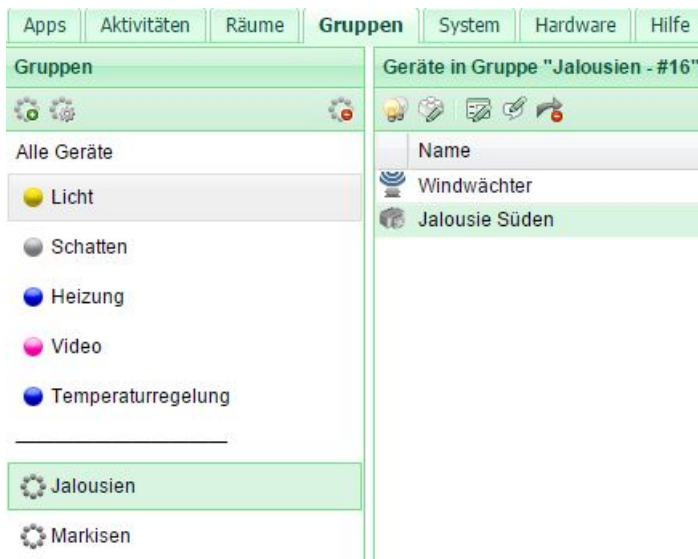 Apps Aktivitäten Räume Gruppen System Hardware Hilfe
Gruppen
Alle Geräte
Licht
Schatten
Heizung
Video
Temperaturregelung
Jalousien
Markisen
Geräte in Gruppe "Jalousien - #16"
Name
Windwächter
Jalousie Süden